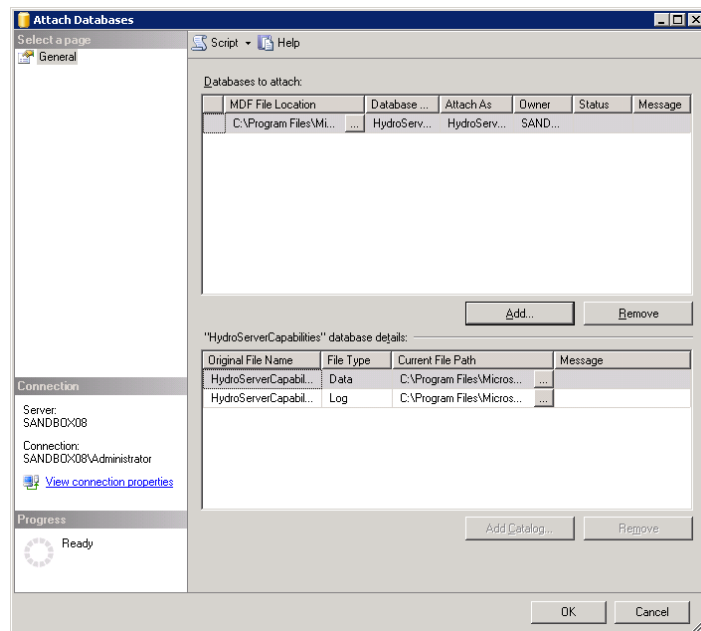 Attach Databases
Select a page
General
Script Help
Databases to attach:
MDF File Location Database ... Attach As Owner Status Message
C:\Program Files\Mi... ... HydroServ... HydroServ... SAND...
Add... Remove
"HydroServerCapabilities" database details:
Original File Name File Type Current File Path Message
HydroServerCapabil... Data C:\Program Files\Micros... ...
HydroServerCapabil... Log C:\Program Files\Micros... ...
Connection
Server:
SANDBOX08
Connection:
SANDBOX08\Administrator
View connection properties
Progress
Ready
Add Catalog... Remove
OK Cancel